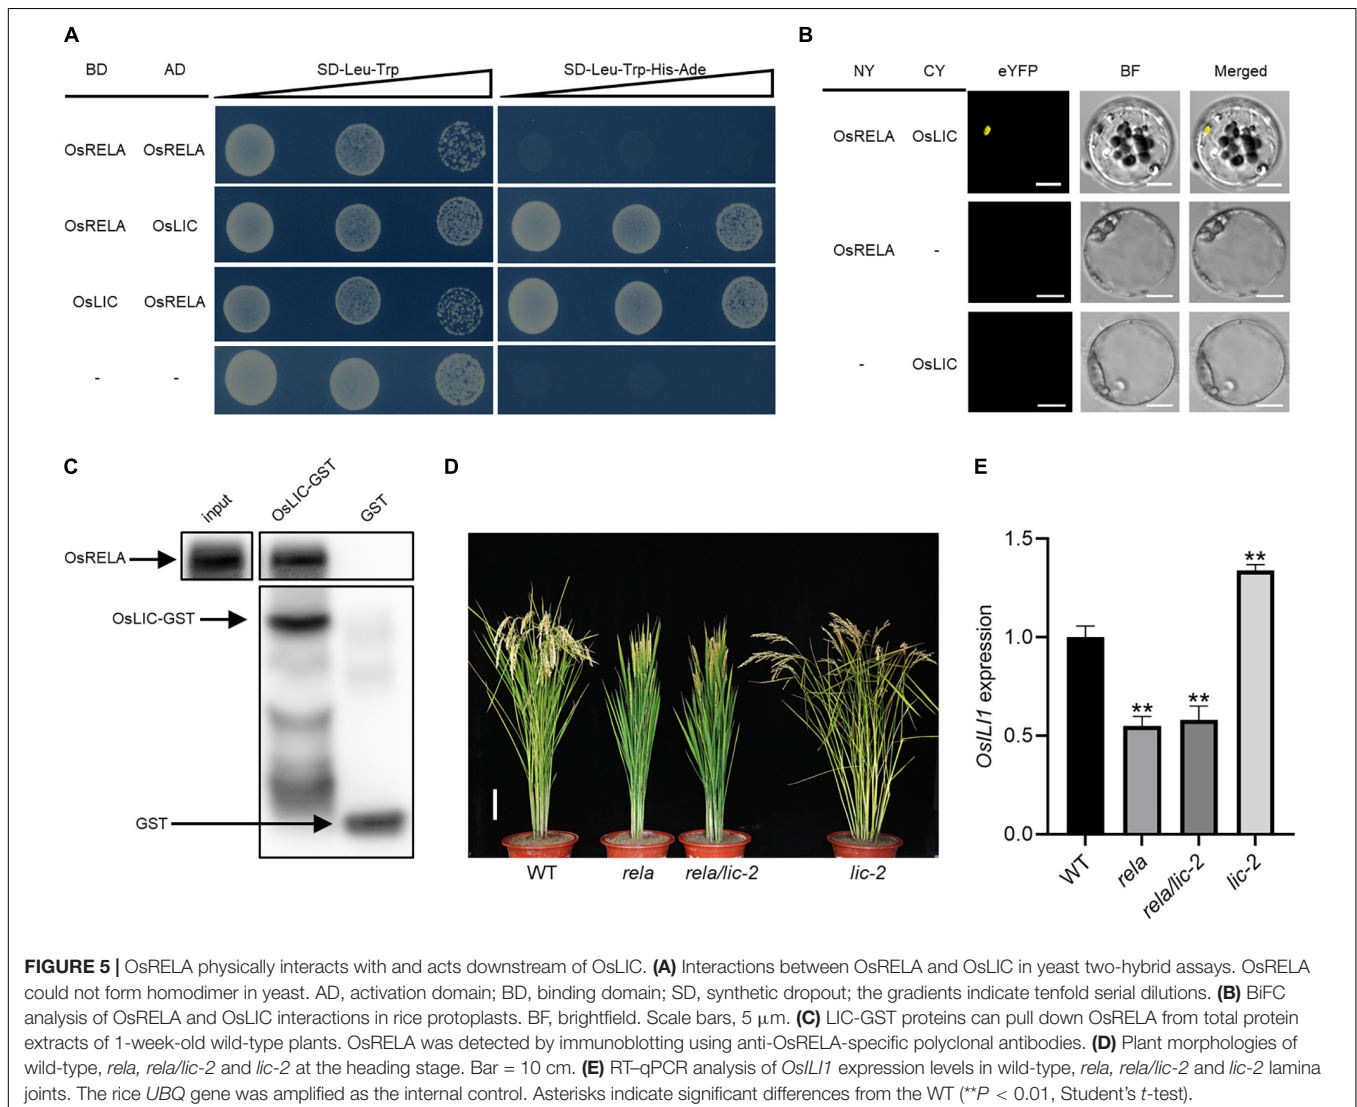 A
BD AD SD-Leu-Trp SD-Leu-Trp-His-Ade
OsRELA OsRELA
OsRELA OsLIC
OsLIC OsRELA
- -
B
NY CY eYFP BF Merged
OsRELA OsLIC
OsRELA -
- OsLIC
C
input OsLIC-GST GST
OsRELA
OsLIC-GST
GST
D
WT rela rela/lic-2 lic-2
E
OsILI1 expression
1.5
1.0
0.5
0.0
** ** **
WT rela rela/lic-2 lic-2
FIGURE 5 | OsRELA physically interacts with and acts downstream of OsLIC. (A) Interactions between OsRELA and OsLIC in yeast two-hybrid assays. OsRELA
could not form homodimer in yeast. AD, activation domain; BD, binding domain; SD, synthetic dropout; the gradients indicate tenfold serial dilutions. (B) BiFC
analysis of OsRELA and OsLIC interactions in rice protoplasts. BF, brightfield. Scale bars, 5 μm. (C) LIC-GST proteins can pull down OsRELA from total protein
extracts of 1-week-old wild-type plants. OsRELA was detected by immunoblotting using anti-OsRELA-specific polyclonal antibodies. (D) Plant morphologies of
wild-type, rela, rela/lic-2 and lic-2 at the heading stage. Bar = 10 cm. (E) RT–qPCR analysis of OsILI1 expression levels in wild-type, rela, rela/lic-2 and lic-2 lamina
joints. The rice UBQ gene was amplified as the internal control. Asterisks indicate significant differences from the WT (**P < 0.01, Student's t-test).